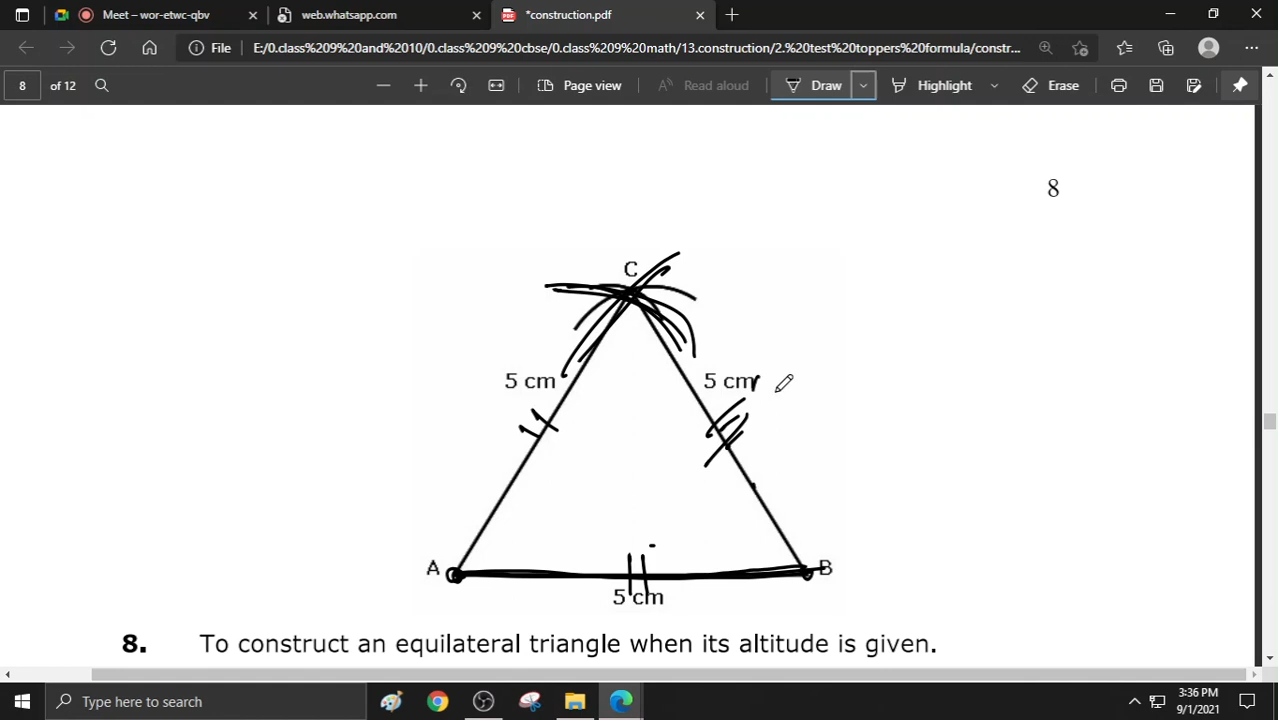 Meet – wor-etwc-qbv
web.whatsapp.com
*construction.pdf
File
E:/0.class%209%20and%2010/0.class%209%20cbse/0.class%209%20math/13.construction/2.%20test%20toppers%20formula/constr...
8 of 12
Page view
Read aloud
Draw
Highlight
Erase
8
C
5 cm
5 cm
A
B
5 cm
8. To construct an equilateral triangle when its altitude is given.
Type here to search
3:36 PM
9/1/2021